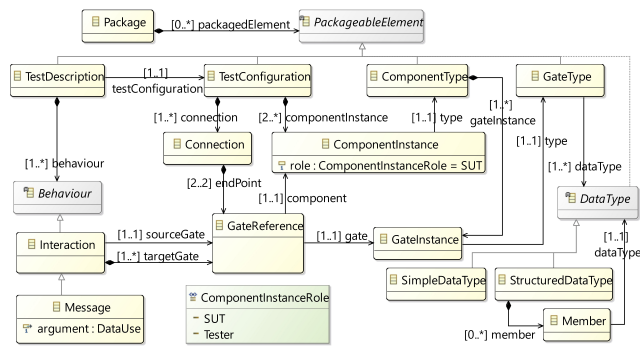 Package
[0..*] packagedElement
PackageableElement
TestDescription
[1..1]
testConfiguration
TestConfiguration
ComponentType
GateType
[1..*] connection
[2..*] componentInstance
[1..1] type
[1..*]
gateInstance
[1..1] type
Connection
ComponentInstance
role : ComponentInstanceRole = SUT
[1..*] behaviour
[2..2] endPoint
[1..*] dataType
Behaviour
[1..1] component
DataType
Interaction
[1..1] sourceGate
[1..*] targetGate
GateReference
[1..1] gate
GateInstance
[1..1]
dataType
SimpleDataType
StructuredDataType
Message
argument : DataUse
ComponentInstanceRole
SUT
Tester
[0..*] member
Member